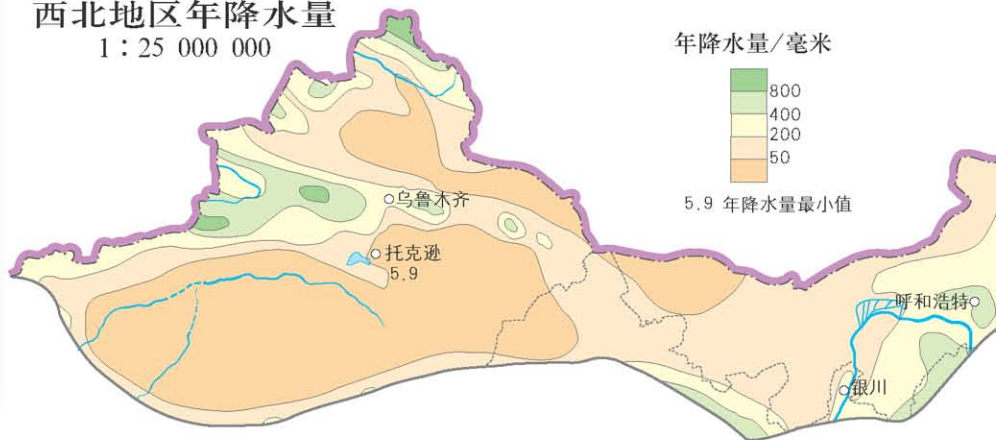 西北地区年降水量
1：25 000 000
年降水量/毫米
800
400
200
50
5.9 年降水量最小值
乌鲁木齐
托克逊
5.9
呼和浩特
银川